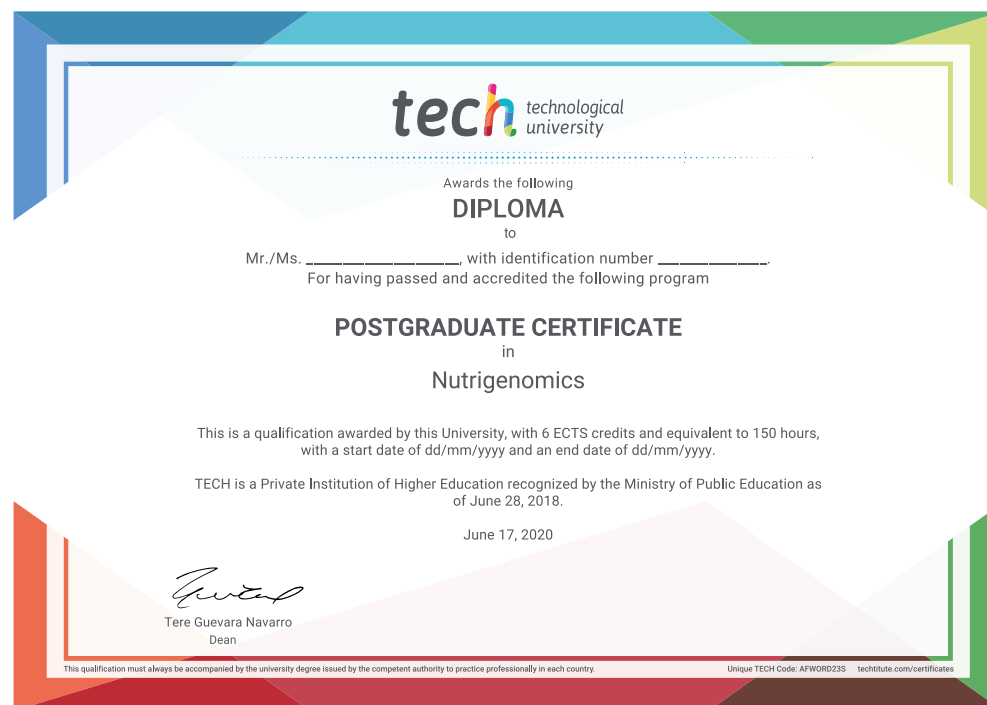 tech technological
university
Awards the following
DIPLOMA
to
Mr./Ms. ____________________, with identification number ______________.
For having passed and accredited the following program
POSTGRADUATE CERTIFICATE
in
Nutrigenomics
This is a qualification awarded by this University, with 6 ECTS credits and equivalent to 150 hours,
with a start date of dd/mm/yyyy and an end date of dd/mm/yyyy.
TECH is a Private Institution of Higher Education recognized by the Ministry of Public Education as
of June 28, 2018.
June 17, 2020
Tere Guevara Navarro
Dean
This qualification must always be accompanied by the university degree issued by the competent authority to practice professionally in each country.
Unique TECH Code: AFWORD23S techtitute.com/certificates